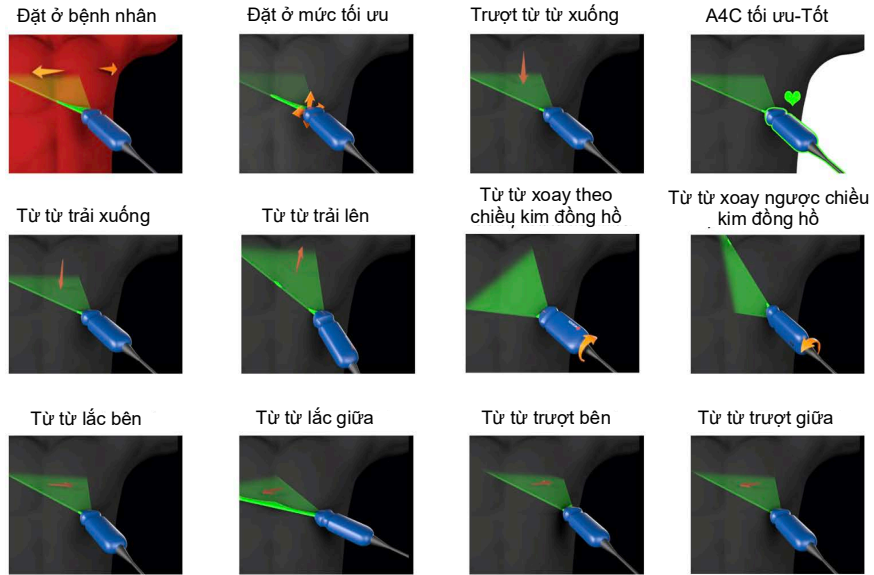 Đặt ở bệnh nhân
Đặt ở mức tối ưu
Trượt từ từ xuống
A4C tối ưu-Tốt
Từ từ trải xuống
Từ từ trải lên
Từ từ xoay theo
chiều kim đồng hồ
Từ từ xoay ngược chiều
kim đồng hồ
Từ từ lắc bên
Từ từ lắc giữa
Từ từ trượt bên
Từ từ trượt giữa